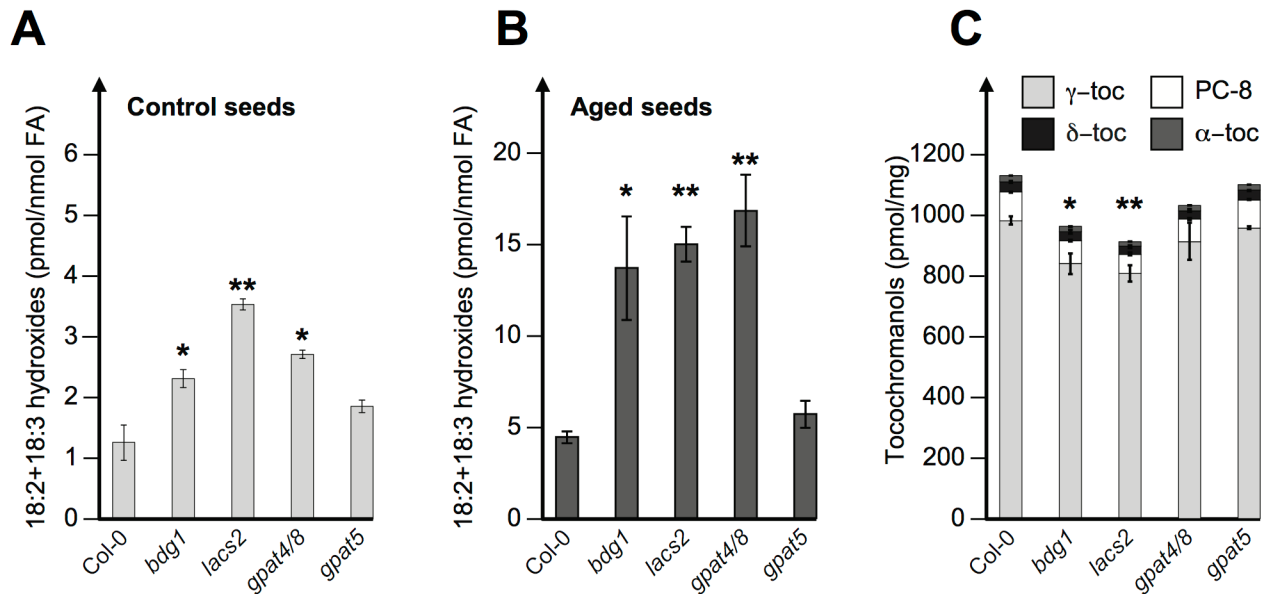 A
Control seeds
18:2+18:3 hydroxides (pmol/nmol FA)
6
5
4
3
2
1
0
*
**
*
Col-0
bdg1
lacs2
gpat4/8
gpat5
B
Aged seeds
18:2+18:3 hydroxides (pmol/nmol FA)
20
15
10
5
0
*
**
**
Col-0
bdg1
lacs2
gpat4/8
gpat5
C
γ−toc
PC-8
δ−toc
α−toc
Tocochromanols (pmol/mg)
1200
1000
800
600
400
200
0
*
**
Col-0
bdg1
lacs2
gpat4/8
gpat5